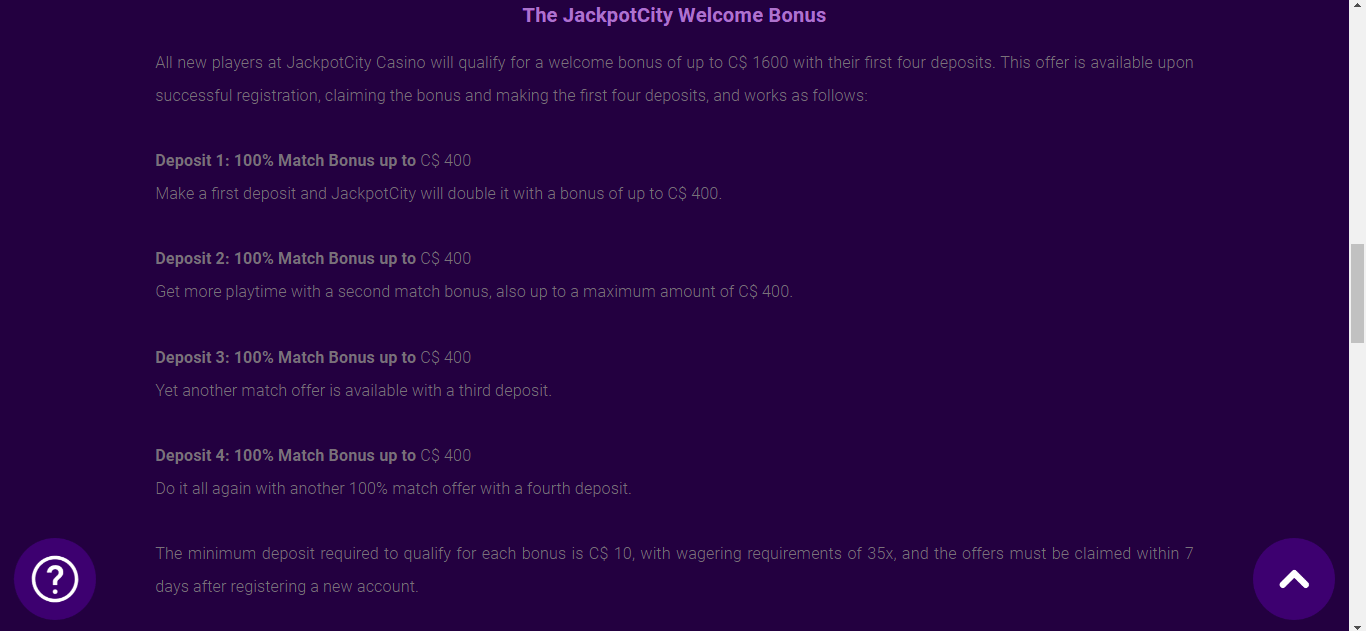 The JackpotCity Welcome Bonus
All new players at JackpotCity Casino will qualify for a welcome bonus of up to C$ 1600 with their first four deposits. This offer is available upon
successful registration, claiming the bonus and making the first four deposits, and works as follows:
Deposit 1: 100% Match Bonus up to C$ 400
Make a first deposit and JackpotCity will double it with a bonus of up to C$ 400.
Deposit 2: 100% Match Bonus up to C$ 400
Get more playtime with a second match bonus, also up to a maximum amount of C$ 400.
Deposit 3: 100% Match Bonus up to C$ 400
Yet another match offer is available with a third deposit.
Deposit 4: 100% Match Bonus up to C$ 400
Do it all again with another 100% match offer with a fourth deposit.
The minimum deposit required to qualify for each bonus is C$ 10, with wagering requirements of 35x, and the offers must be claimed within 7
days after registering a new account.
?